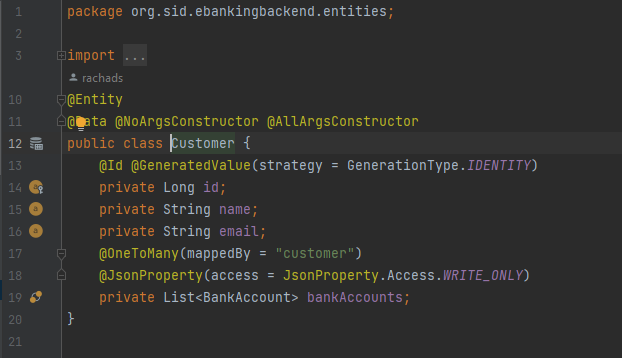 1 package org.sid.ebankingbackend.entities;
2
3 import ...
rachads
10 @Entity
11 @Data @NoArgsConstructor @AllArgsConstructor
12 public class Customer {
13 @Id @GeneratedValue(strategy = GenerationType.IDENTITY)
14 private Long id;
15 private String name;
16 private String email;
17 @OneToMany(mappedBy = "customer")
18 @JsonProperty(access = JsonProperty.Access.WRITE_ONLY)
19 private List<BankAccount> bankAccounts;
20 }
21